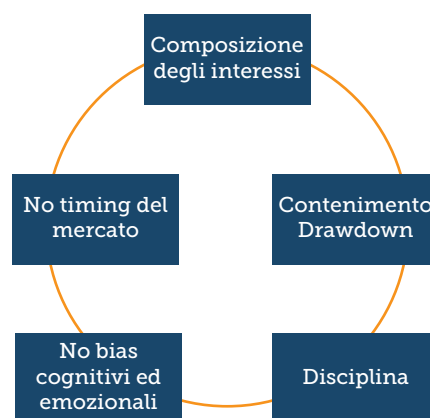 Composizione
degli interessi
No timing del
mercato
Contenimento
Drawdown
No bias
cognitivi ed
emozionali
Disciplina